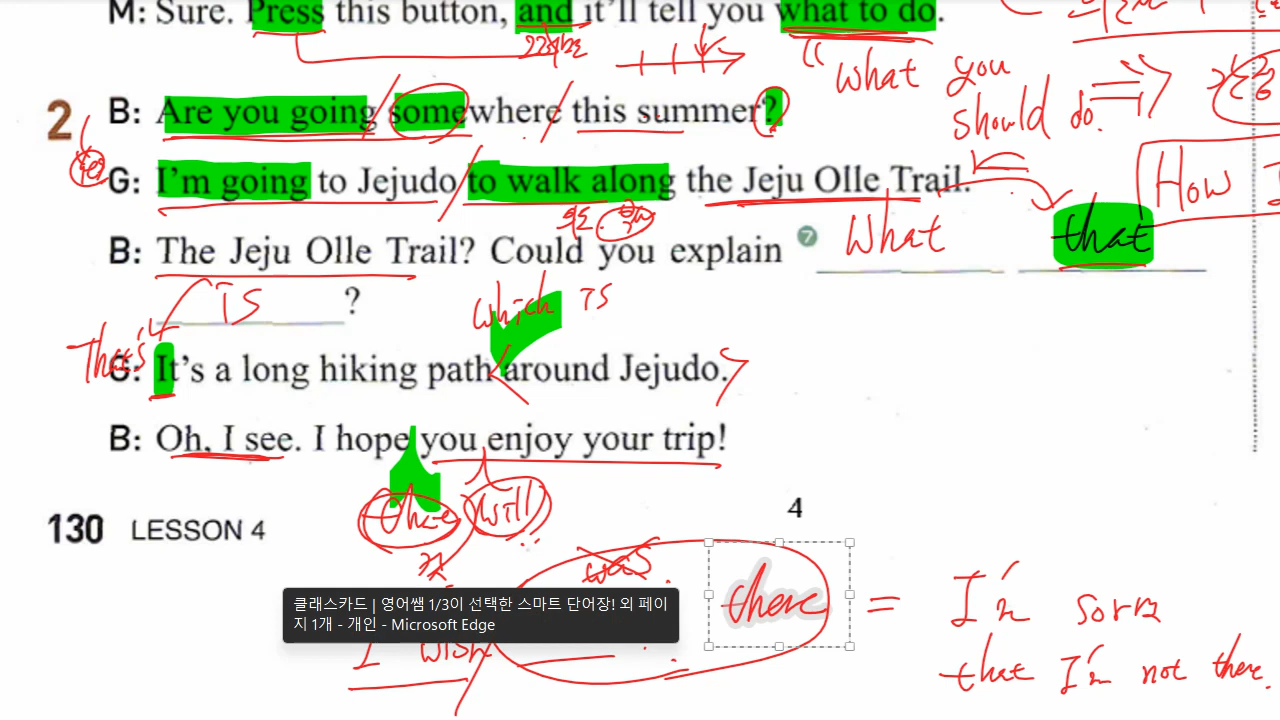 M: Sure. Press this button, and it'll tell you what to do.
"what you
should do.
2 B: Are you going somewhere this summer?
G: I'm going to Jejudo to walk along the Jeju Olle Trail.
How I
B: The Jeju Olle Trail? Could you explain 7 What that
is ?
which is
That's
G: It's a long hiking path around Jejudo.
B: Oh, I see. I hope you enjoy your trip!
that will
130 LESSON 4
4
was
클래스카드 | 영어쌤 1/3이 선택한 스마트 단어장! 외 페이
지 1개 - 개인 - Microsoft Edge
there = I'm sorry
I wish
that I'm not there.